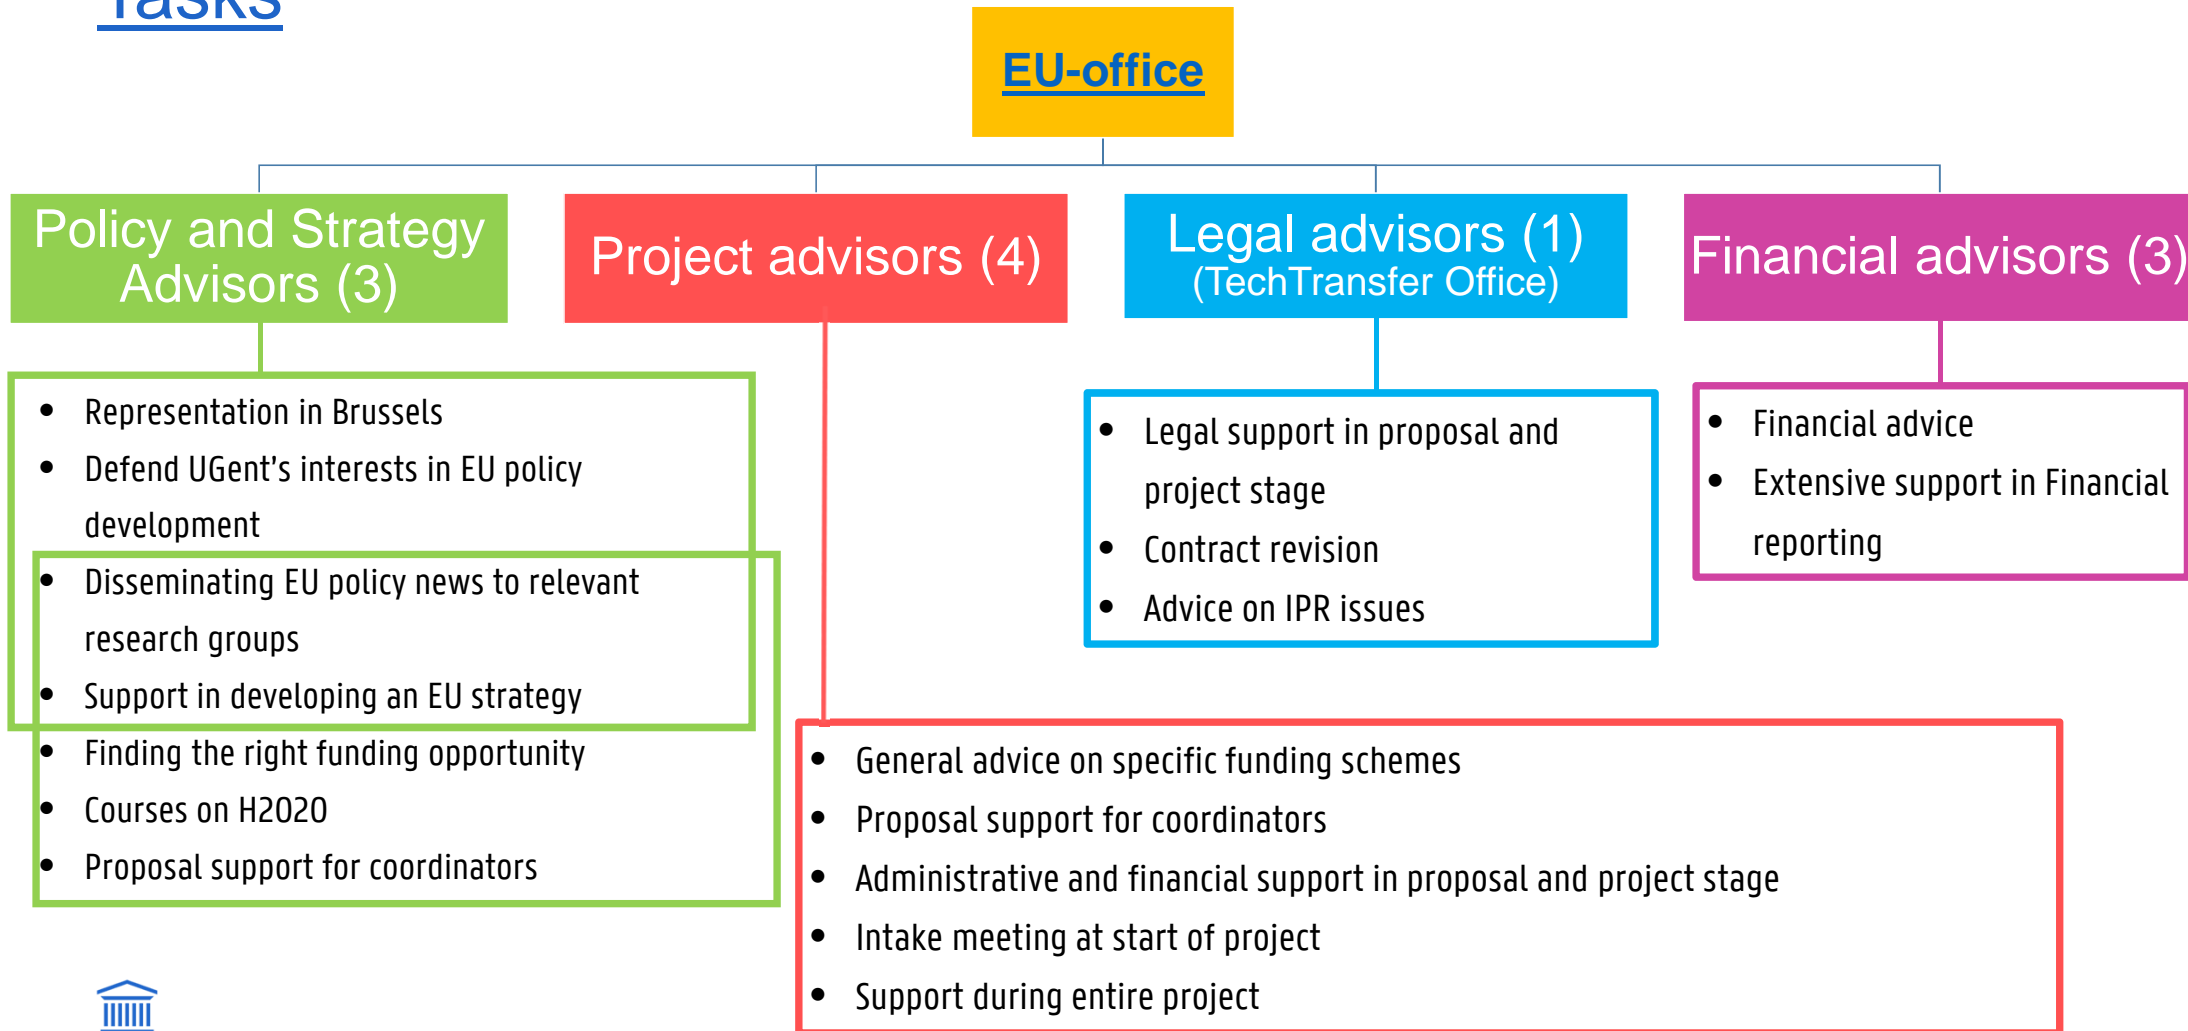 Tasks
EU-office
Policy and Strategy
Advisors (3)
Project advisors (4)
Legal advisors (1)
(TechTransfer Office)
Financial advisors (3)
• Representation in Brussels
• Defend UGent's interests in EU policy
development
• Disseminating EU policy news to relevant
research groups
• Support in developing an EU strategy
• Finding the right funding opportunity
• Courses on H2020
• Proposal support for coordinators
• Legal support in proposal and
project stage
• Contract revision
• Advice on IPR issues
• Financial advice
• Extensive support in Financial
reporting
• General advice on specific funding schemes
• Proposal support for coordinators
• Administrative and financial support in proposal and project stage
• Intake meeting at start of project
• Support during entire project